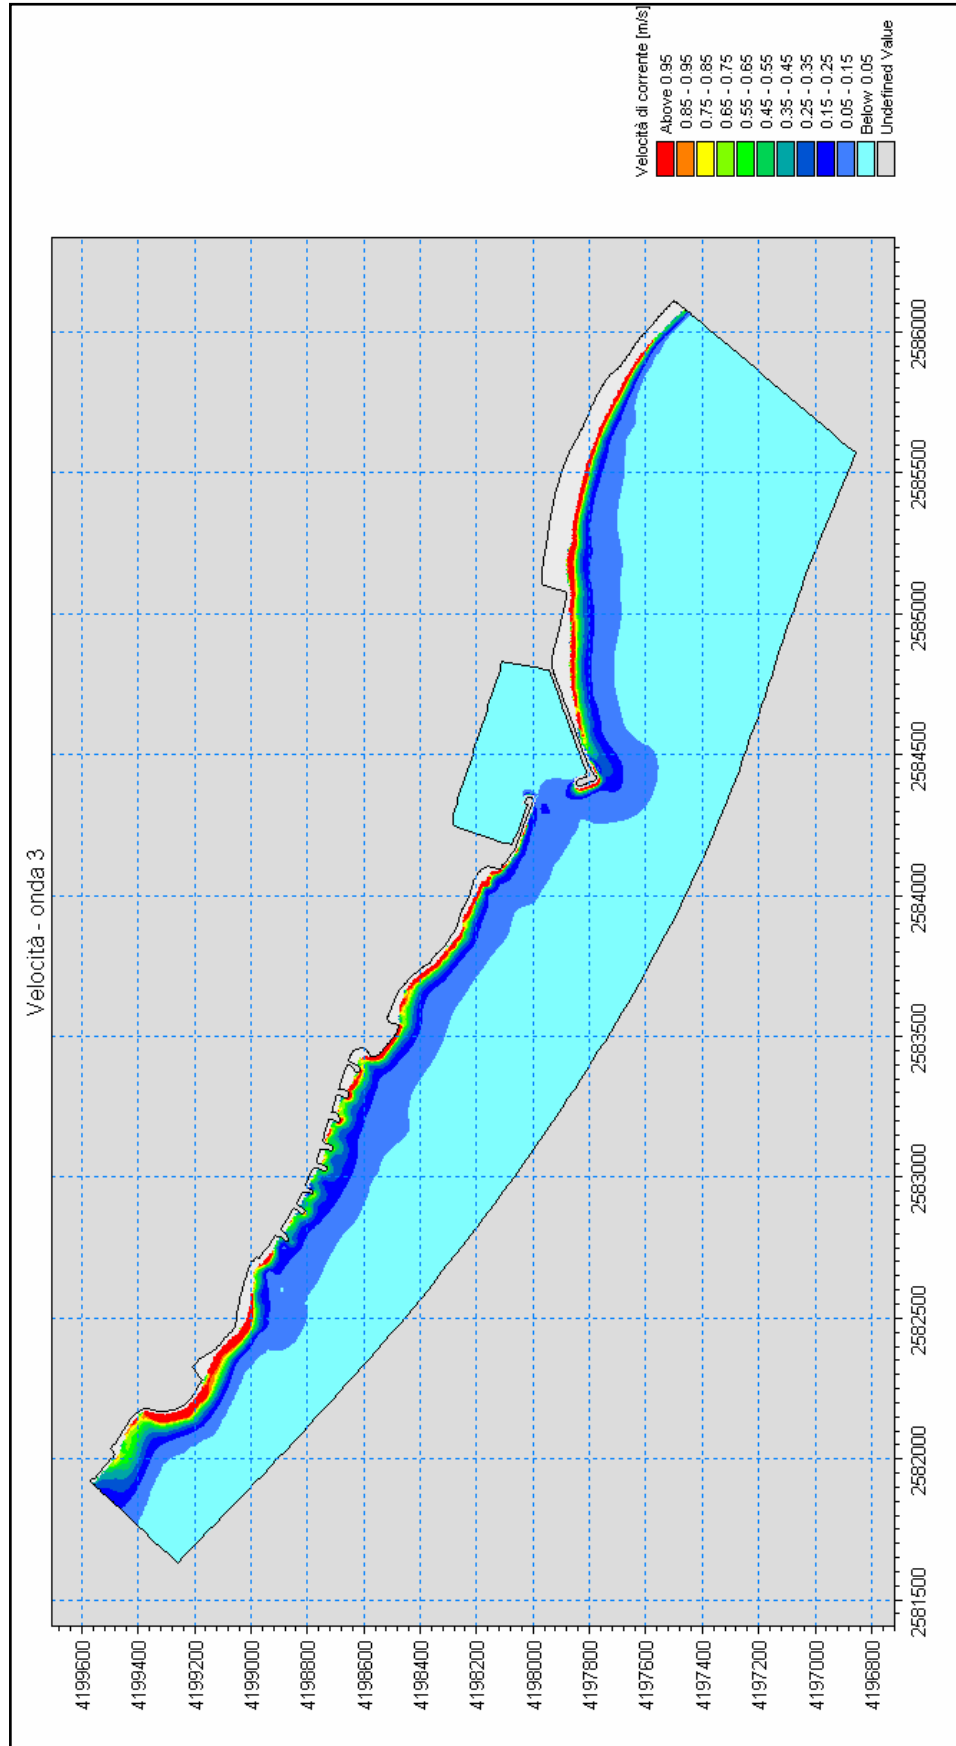 Velocità - onda 3
4199600
4199400
4199200
4199000
4198800
4198600
4198400
4198200
4198000
4197800
4197600
4197400
4197200
4197000
4196800
2581500
2582000
2582500
2583000
2583500
2584000
2584500
2585000
2585500
2586000
Velocità di corrente [m/s]
Above 0.95
0.85 - 0.95
0.75 - 0.85
0.65 - 0.75
0.55 - 0.65
0.45 - 0.55
0.35 - 0.45
0.25 - 0.35
0.15 - 0.25
0.05 - 0.15
Below 0.05
Undefined Value